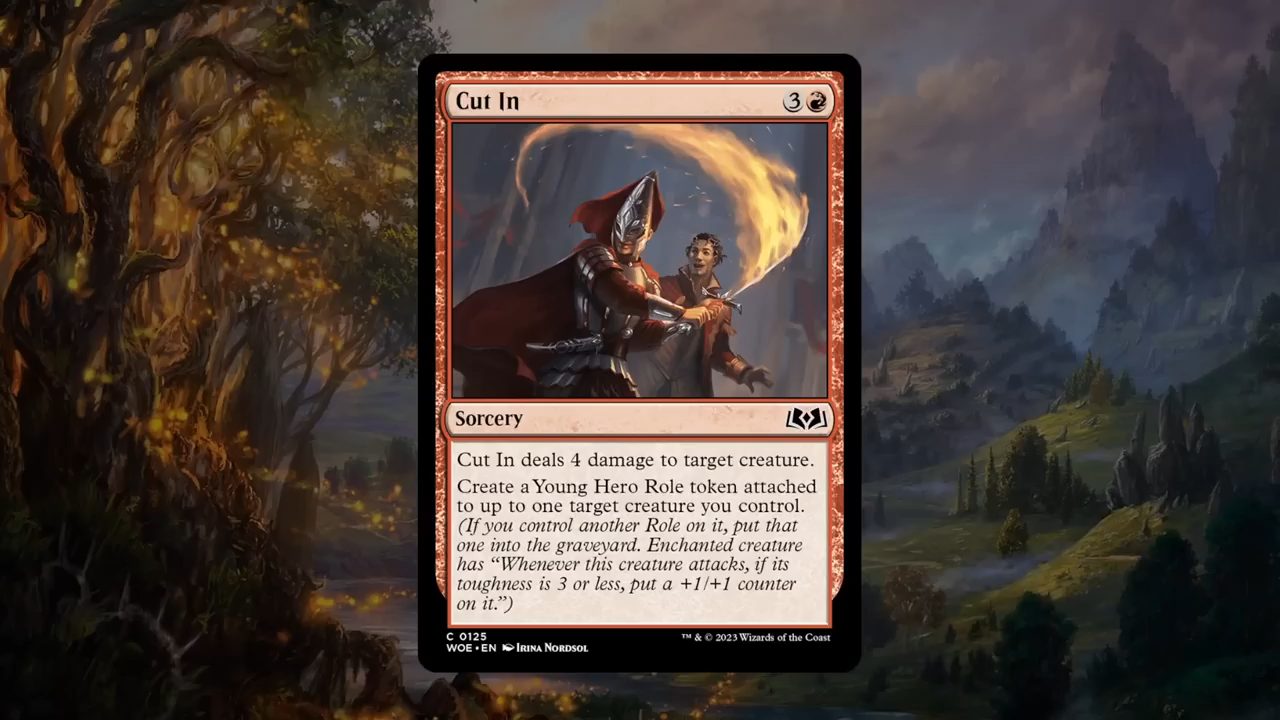 Cut In 3
Sorcery
Cut In deals 4 damage to target creature.
Create a Young Hero Role token attached
to up to one target creature you control.
(If you control another Role on it, put that
one into the graveyard. Enchanted creature
has “Whenever this creature attacks, if its
toughness is 3 or less, put a +1/+1 counter
on it.”)
C 0125 ™ & © 2023 Wizards of the Coast
WOE • EN Irina Nordsol